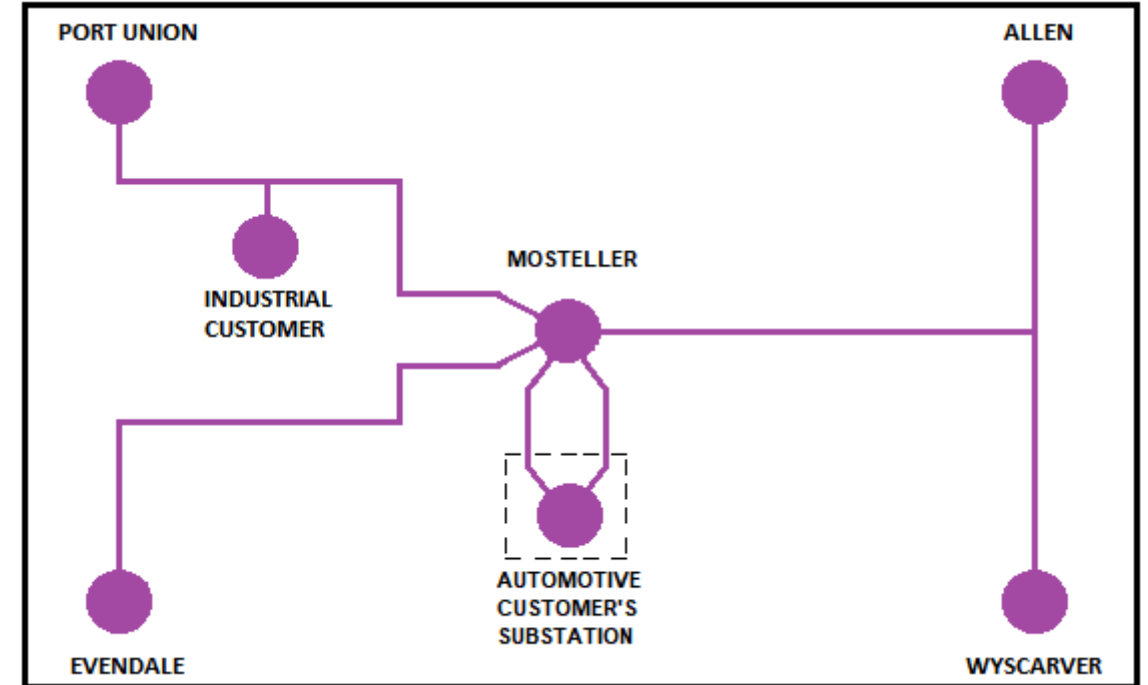 PORT UNION
ALLEN
MOSTELLER
INDUSTRIAL
CUSTOMER
AUTOMOTIVE
CUSTOMER'S
SUBSTATION
EVENDALE
WYSCARVER